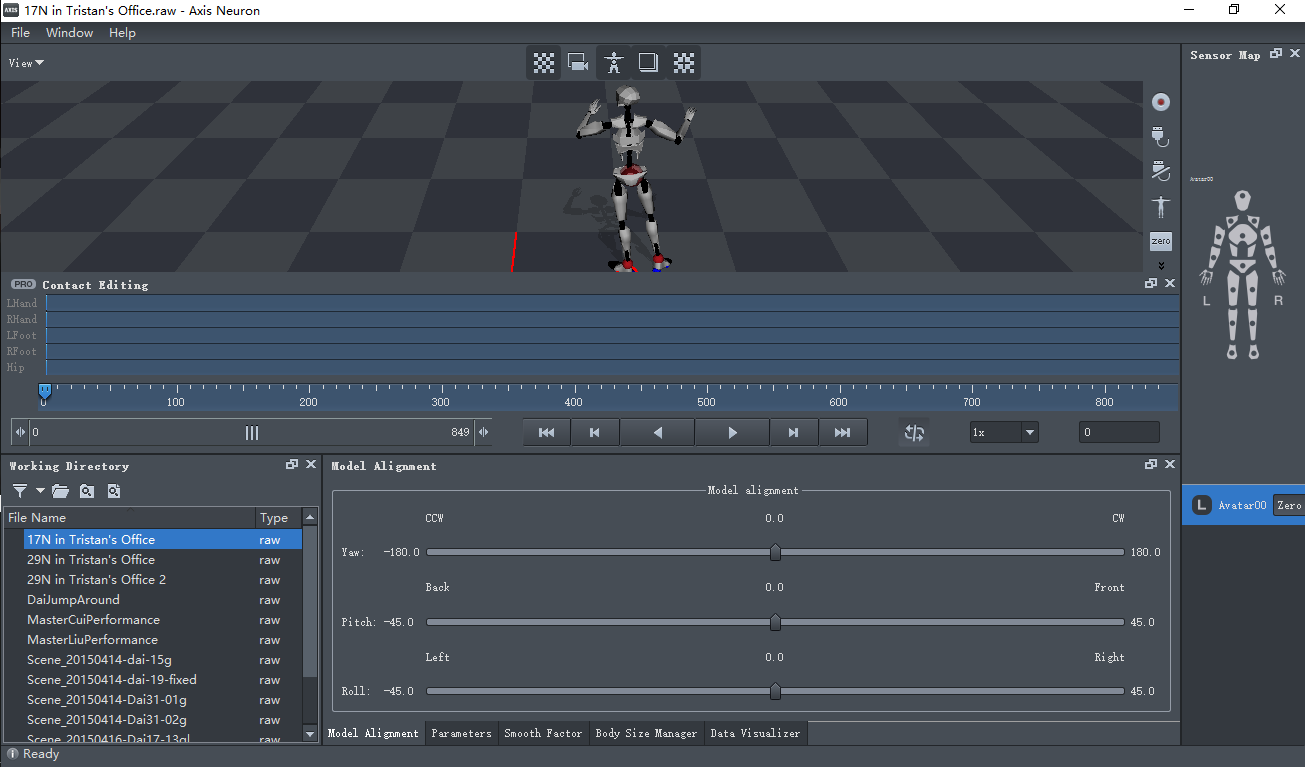 AXIS 17N in Tristan's Office.raw - Axis Neuron
File Window Help
View
Sensor Map
zero
Avatar00
L R
PRO Contact Editing
LHand
RHand
LFoot
RFoot
Hip
0 100 200 300 400 500 600 700 800
0 849 1x 0
Working Directory
File Name Type
17N in Tristan's Office raw
29N in Tristan's Office raw
29N in Tristan's Office 2 raw
DaiJumpAround raw
MasterCuiPerformance raw
MasterLiuPerformance raw
Scene_20150414-dai-15g raw
Scene_20150414-dai-19-fixed raw
Scene_20150414-Dai31-01g raw
Scene_20150414-Dai31-02g raw
Scene_20150416-Dai17-13gl raw
Model Alignment
Model alignment
CCW 0.0 CW
Yaw: -180.0 180.0
Back 0.0 Front
Pitch: -45.0 45.0
Left 0.0 Right
Roll: -45.0 45.0
Model Alignment Parameters Smooth Factor Body Size Manager Data Visualizer
L Avatar00 Zero
Ready